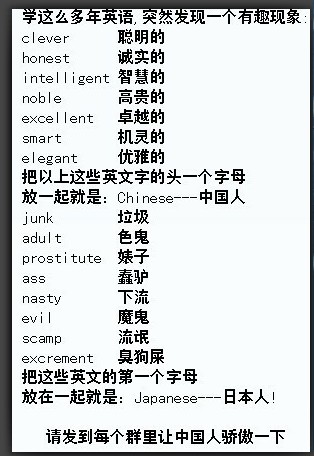 学这么多年英语,突然发现一个有趣现象:
clever 聪明的
honest 诚实的
intelligent 智慧的
noble 高贵的
excellent 卓越的
smart 机灵的
elegant 优雅的
把以上这些英文字的头一个字母
放一起就是：Chinese---中国人
junk 垃圾
adult 色鬼
prostitute 婊子
ass 蠢驴
nasty 下流
evil 魔鬼
scamp 流氓
excrement 臭狗屎
把这些英文的第一个字母
放在一起就是：Japanese---日本人!
请发到每个群里让中国人骄傲一下